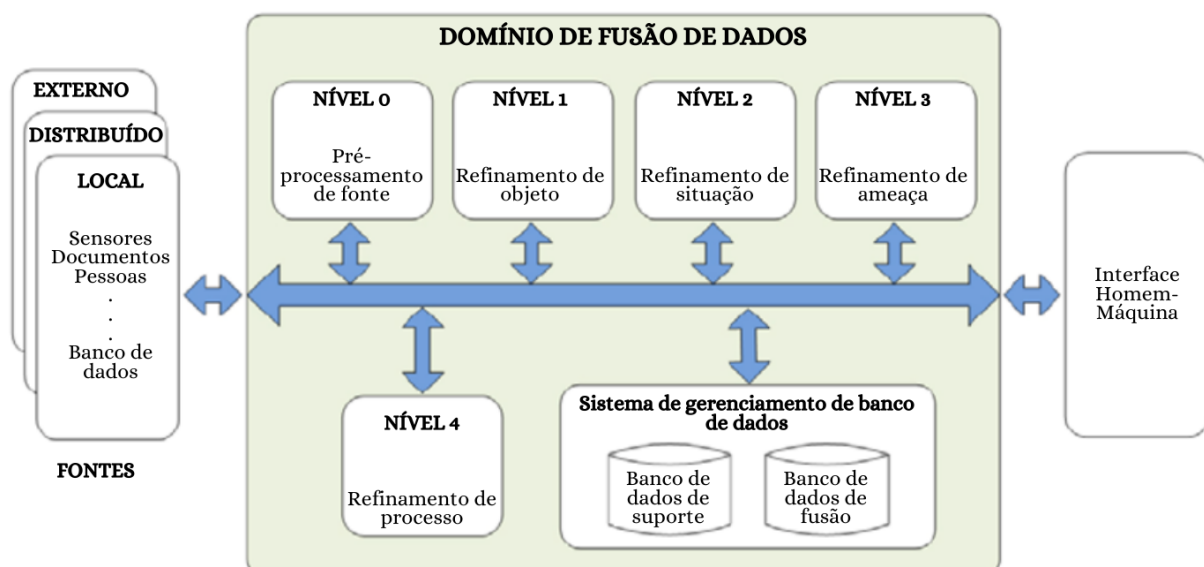 DOMÍNIO DE FUSÃO DE DADOS
EXTERNO
DISTRIBUÍDO
LOCAL
Sensores
Documentos
Pessoas
.
.
.
Banco de
dados
FONTES
NÍVEL 0
Pré-
processamento
de fonte
NÍVEL 1
Refinamento de
objeto
NÍVEL 2
Refinamento de
situação
NÍVEL 3
Refinamento de
ameaça
NÍVEL 4
Refinamento de
processo
Sistema de gerenciamento de banco
de dados
Banco de
dados de
suporte
Banco de
dados de
fusão
Interface
Homem-
Máquina